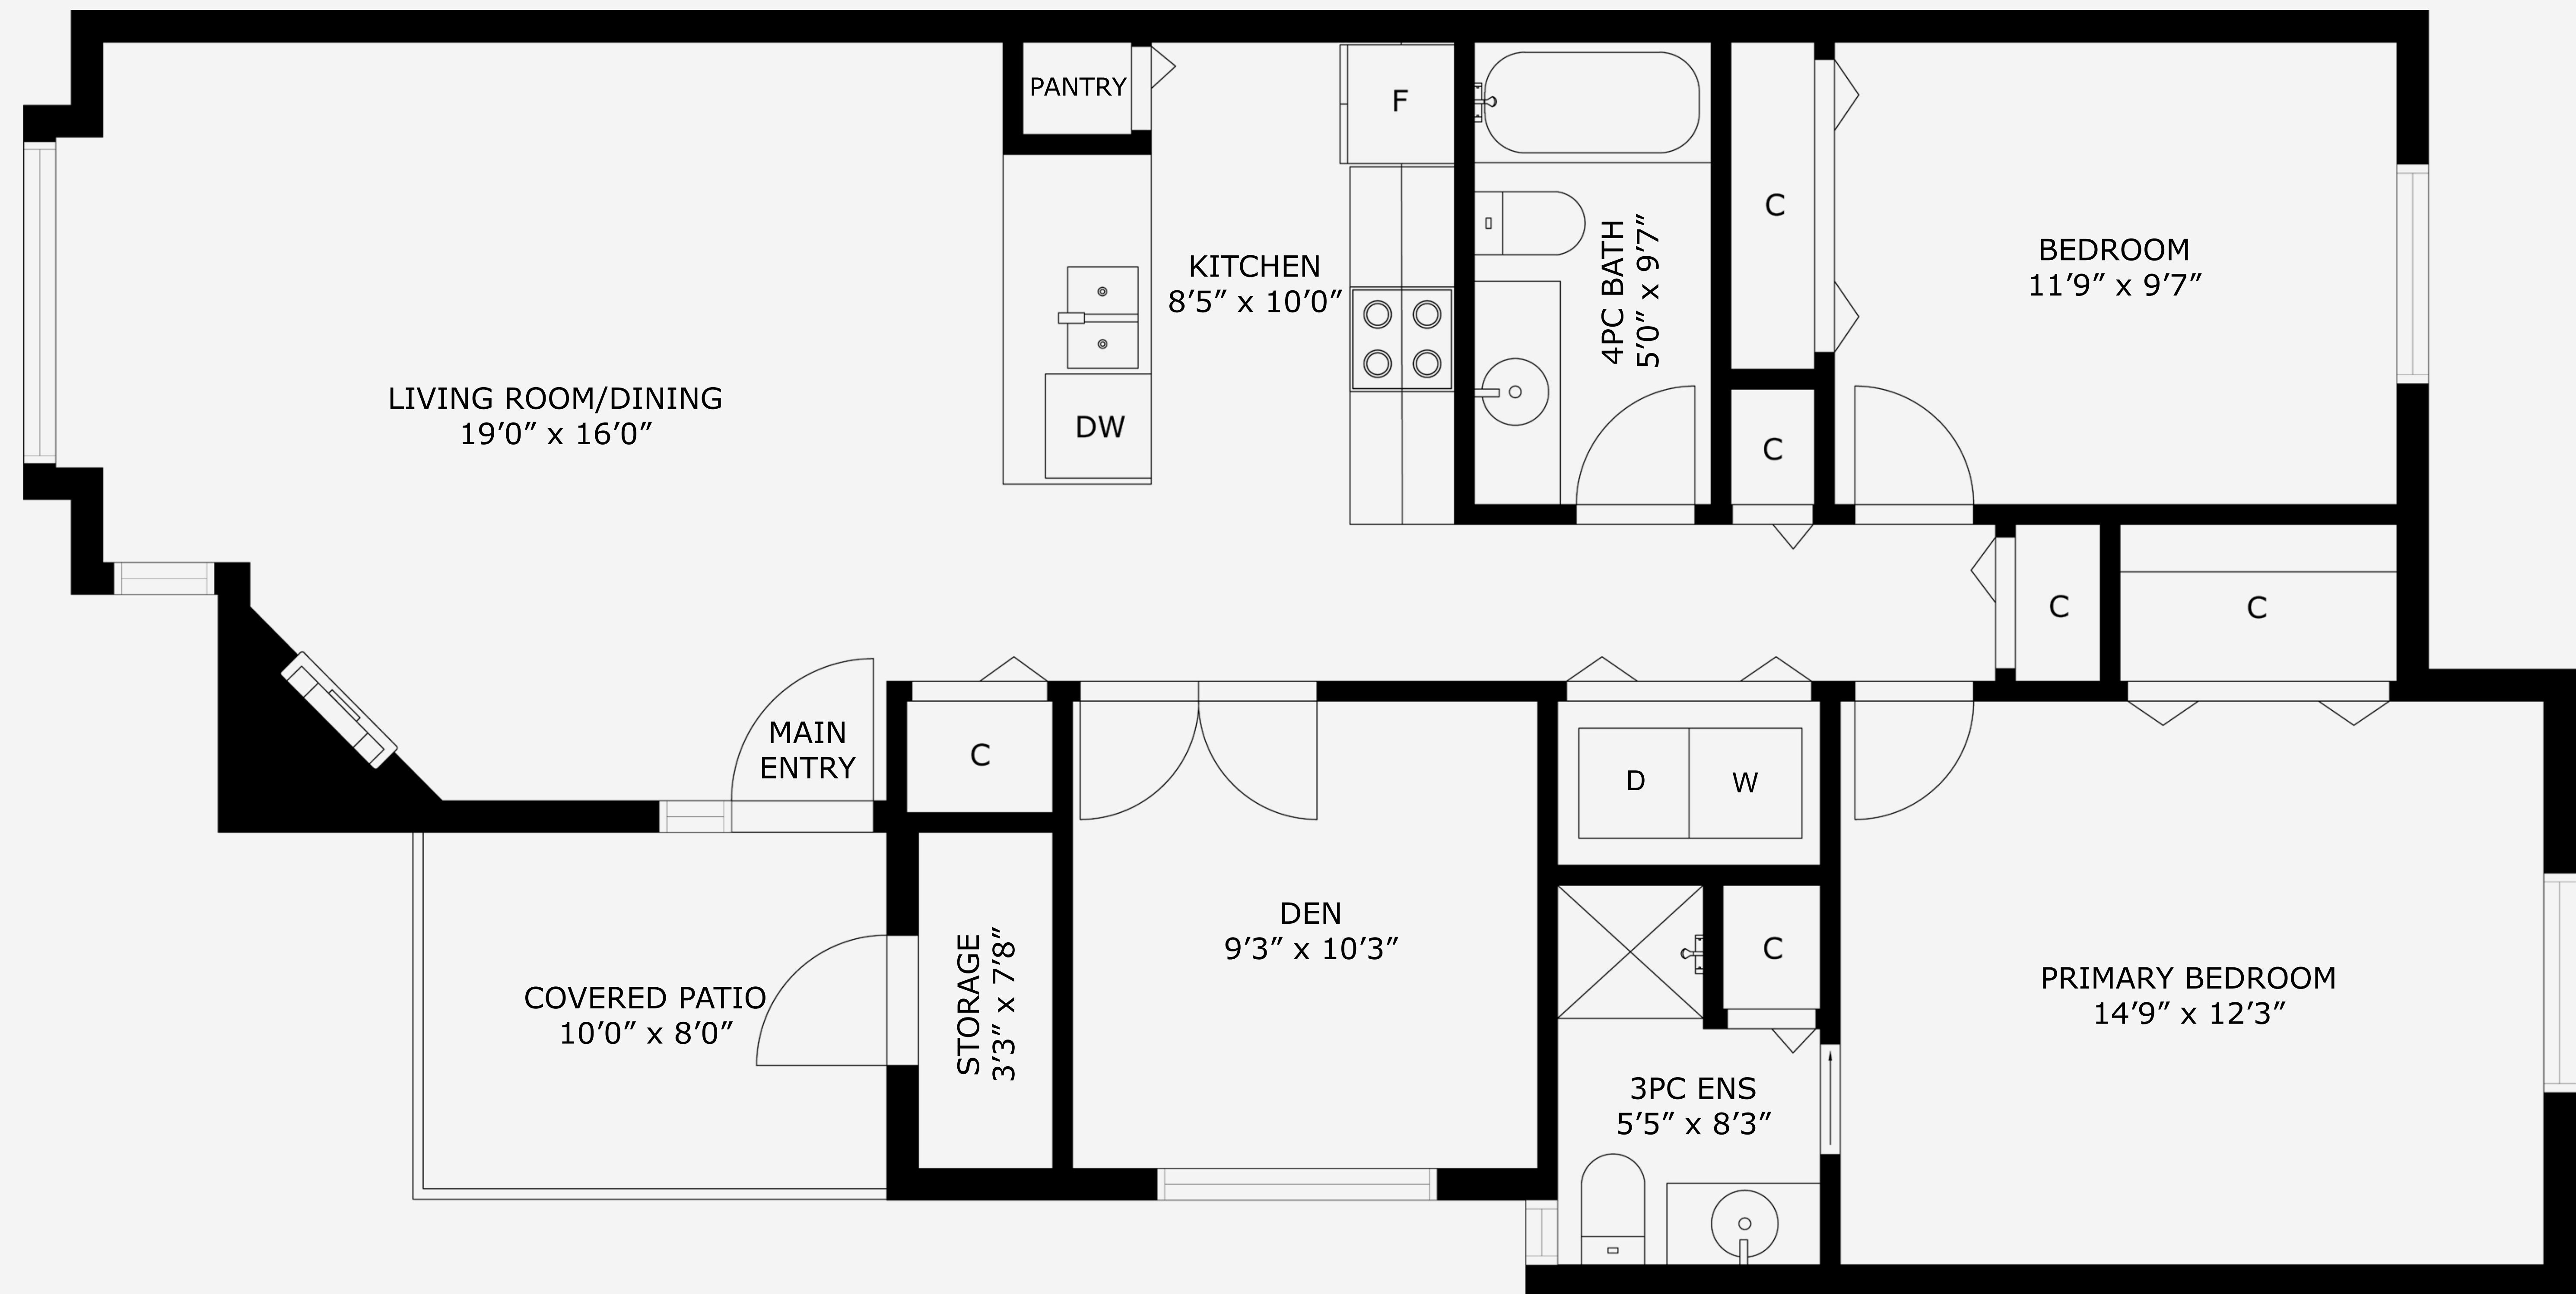 PANTRY
F
C
KITCHEN
8′5″ x 10′0″
4PC BATH
5′0″ x 9′7″
BEDROOM
11′9″ x 9′7″
LIVING ROOM/DINING
19′0″ x 16′0″
DW
C
C
C
MAIN
ENTRY
C
D
W
DEN
9′3″ x 10′3″
C
STORAGE
3′3″ x 7′8″
COVERED PATIO
10′0″ x 8′0″
PRIMARY BEDROOM
14′9″ x 12′3″
3PC ENS
5′5″ x 8′3″